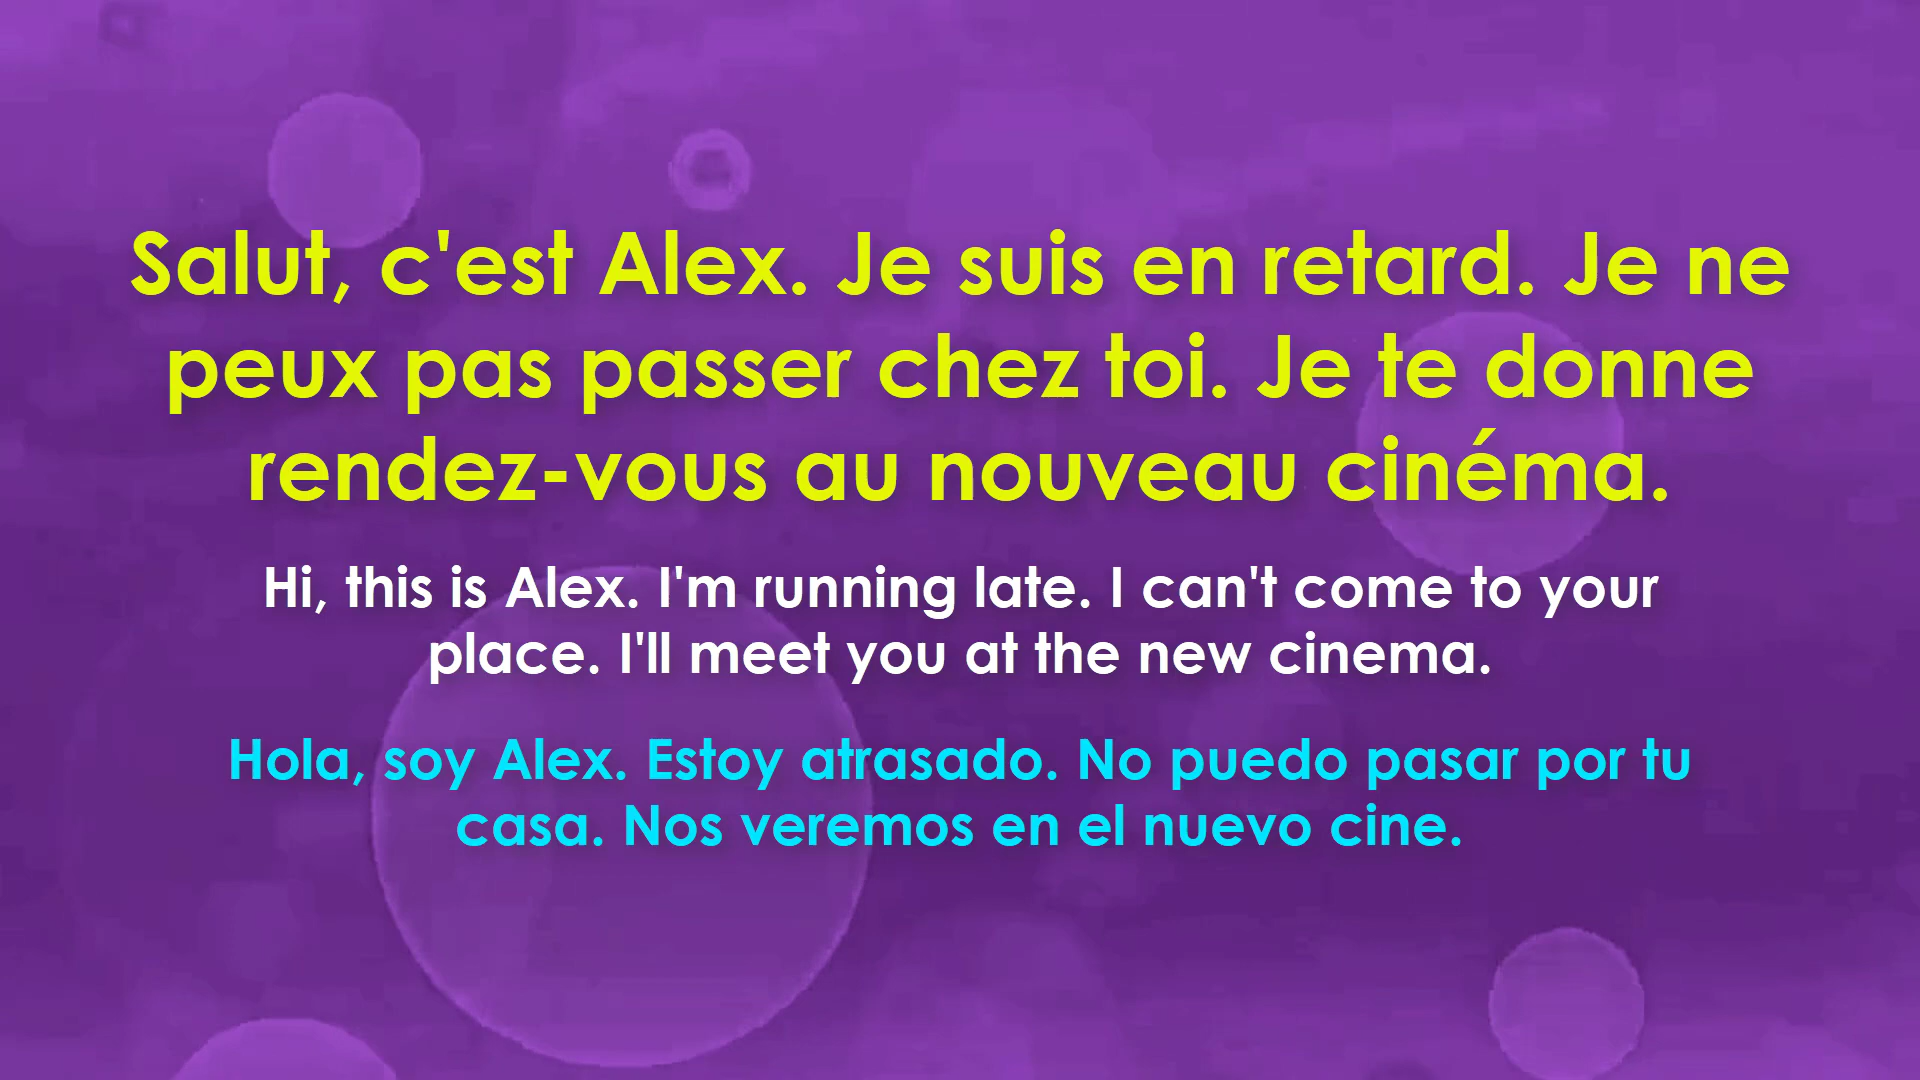 Salut, c'est Alex. Je suis en retard. Je ne
peux pas passer chez toi. Je te donne
rendez-vous au nouveau cinéma.
Hi, this is Alex. I'm running late. I can't come to your
place. I'll meet you at the new cinema.
Hola, soy Alex. Estoy atrasado. No puedo pasar por tu
casa. Nos veremos en el nuevo cine.